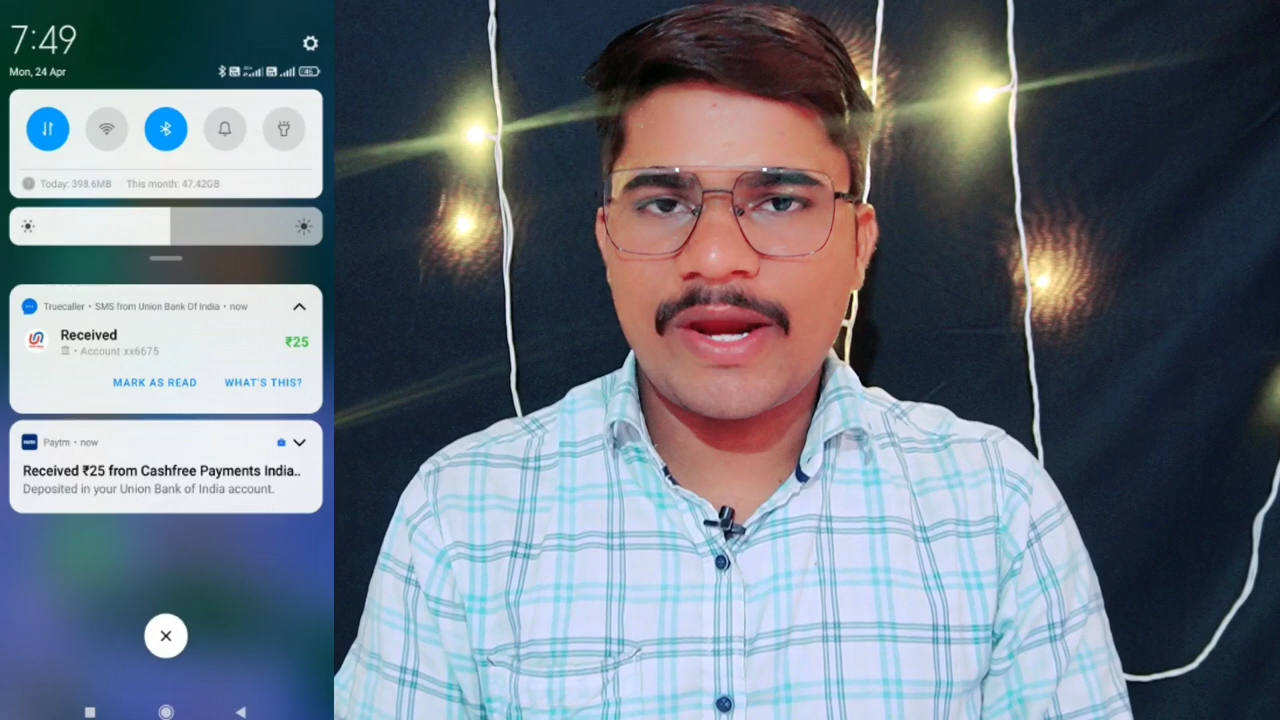 7:49
Mon, 24 Apr
Today: 398.6MB This month: 47.42GB
Truecaller • SMS from Union Bank Of India • now
Received
₹25
• Account xx6675
MARK AS READ WHAT'S THIS?
Paytm • now
Received ₹25 from Cashfree Payments India..
Deposited in your Union Bank of India account.